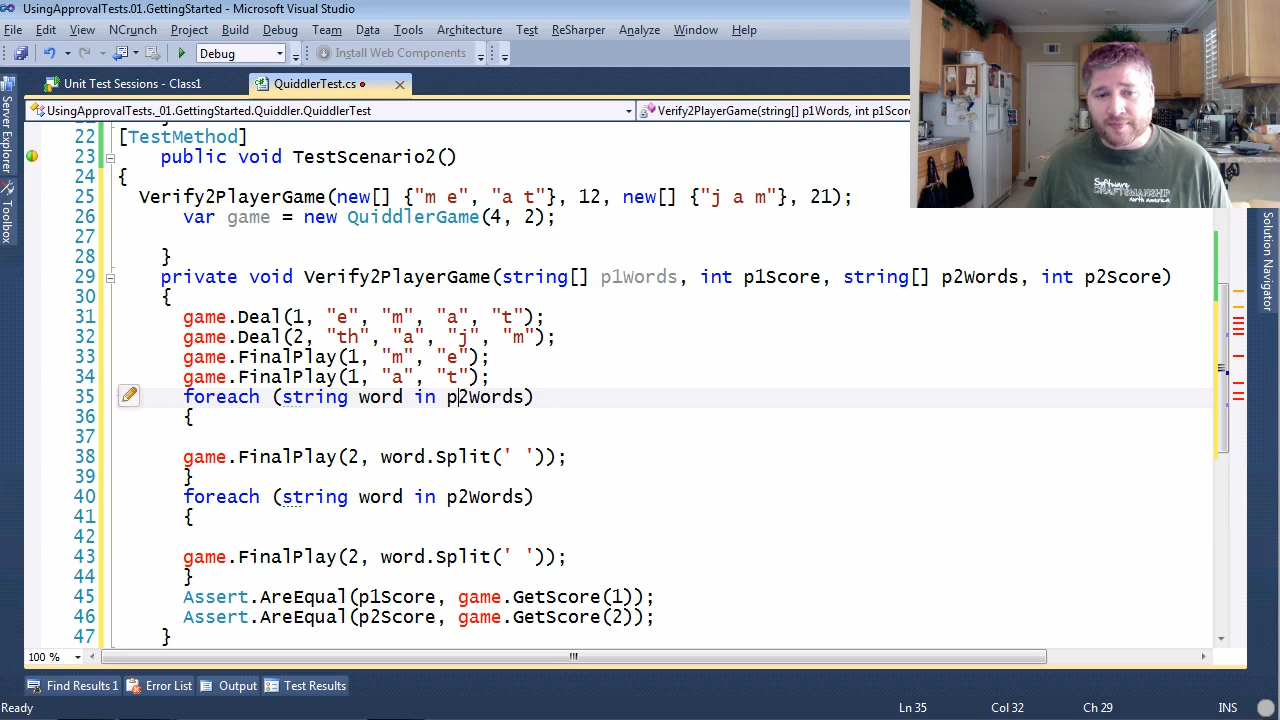 UsingApprovalTests.01.GettingStarted - Microsoft Visual Studio
File Edit View NCrunch Project Build Debug Team Data Tools Architecture Test ReSharper Analyze Window Help
Debug Install Web Components
Unit Test Sessions - Class1 QuiddlerTest.cs
UsingApprovalTests._01.GettingStarted.Quiddler.QuiddlerTest Verify2PlayerGame(string[] p1Words, int p1Score
22 [TestMethod]
23 public void TestScenario2()
24 {
25 Verify2PlayerGame(new[] {"m e", "a t"}, 12, new[] {"j a m"}, 21);
26 var game = new QuiddlerGame(4, 2);
27
28 }
29 private void Verify2PlayerGame(string[] p1Words, int p1Score, string[] p2Words, int p2Score)
30 {
31 game.Deal(1, "e", "m", "a", "t");
32 game.Deal(2, "th", "a", "j", "m");
33 game.FinalPlay(1, "m", "e");
34 game.FinalPlay(1, "a", "t");
35 foreach (string word in p2Words)
36 {
37
38 game.FinalPlay(2, word.Split(' '));
39 }
40 foreach (string word in p2Words)
41 {
42
43 game.FinalPlay(2, word.Split(' '));
44 }
45 Assert.AreEqual(p1Score, game.GetScore(1));
46 Assert.AreEqual(p2Score, game.GetScore(2));
47 }
100 %
Find Results 1 Error List Output Test Results
Ready Ln 35 Col 32 Ch 29 INS
Server Explorer
Toolbox
Solution Navigator
Software
CRAFTSMANSHIP
north america